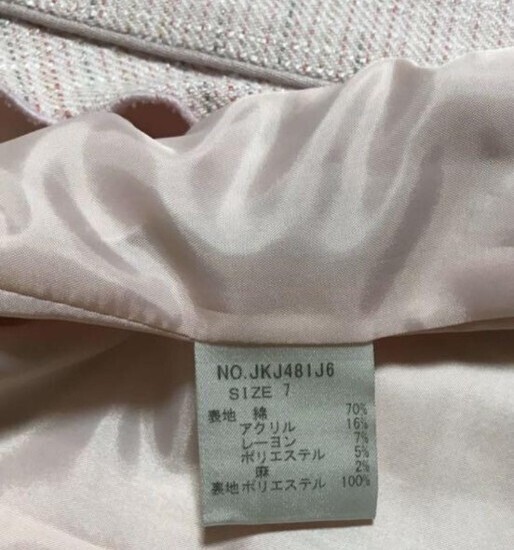 NO.JKJ481J6
SIZE 7
表地 綿 70%
アクリル 16%
レーヨン 7%
ポリエステル 5%
麻 2%
裏地ポリエステル 100%